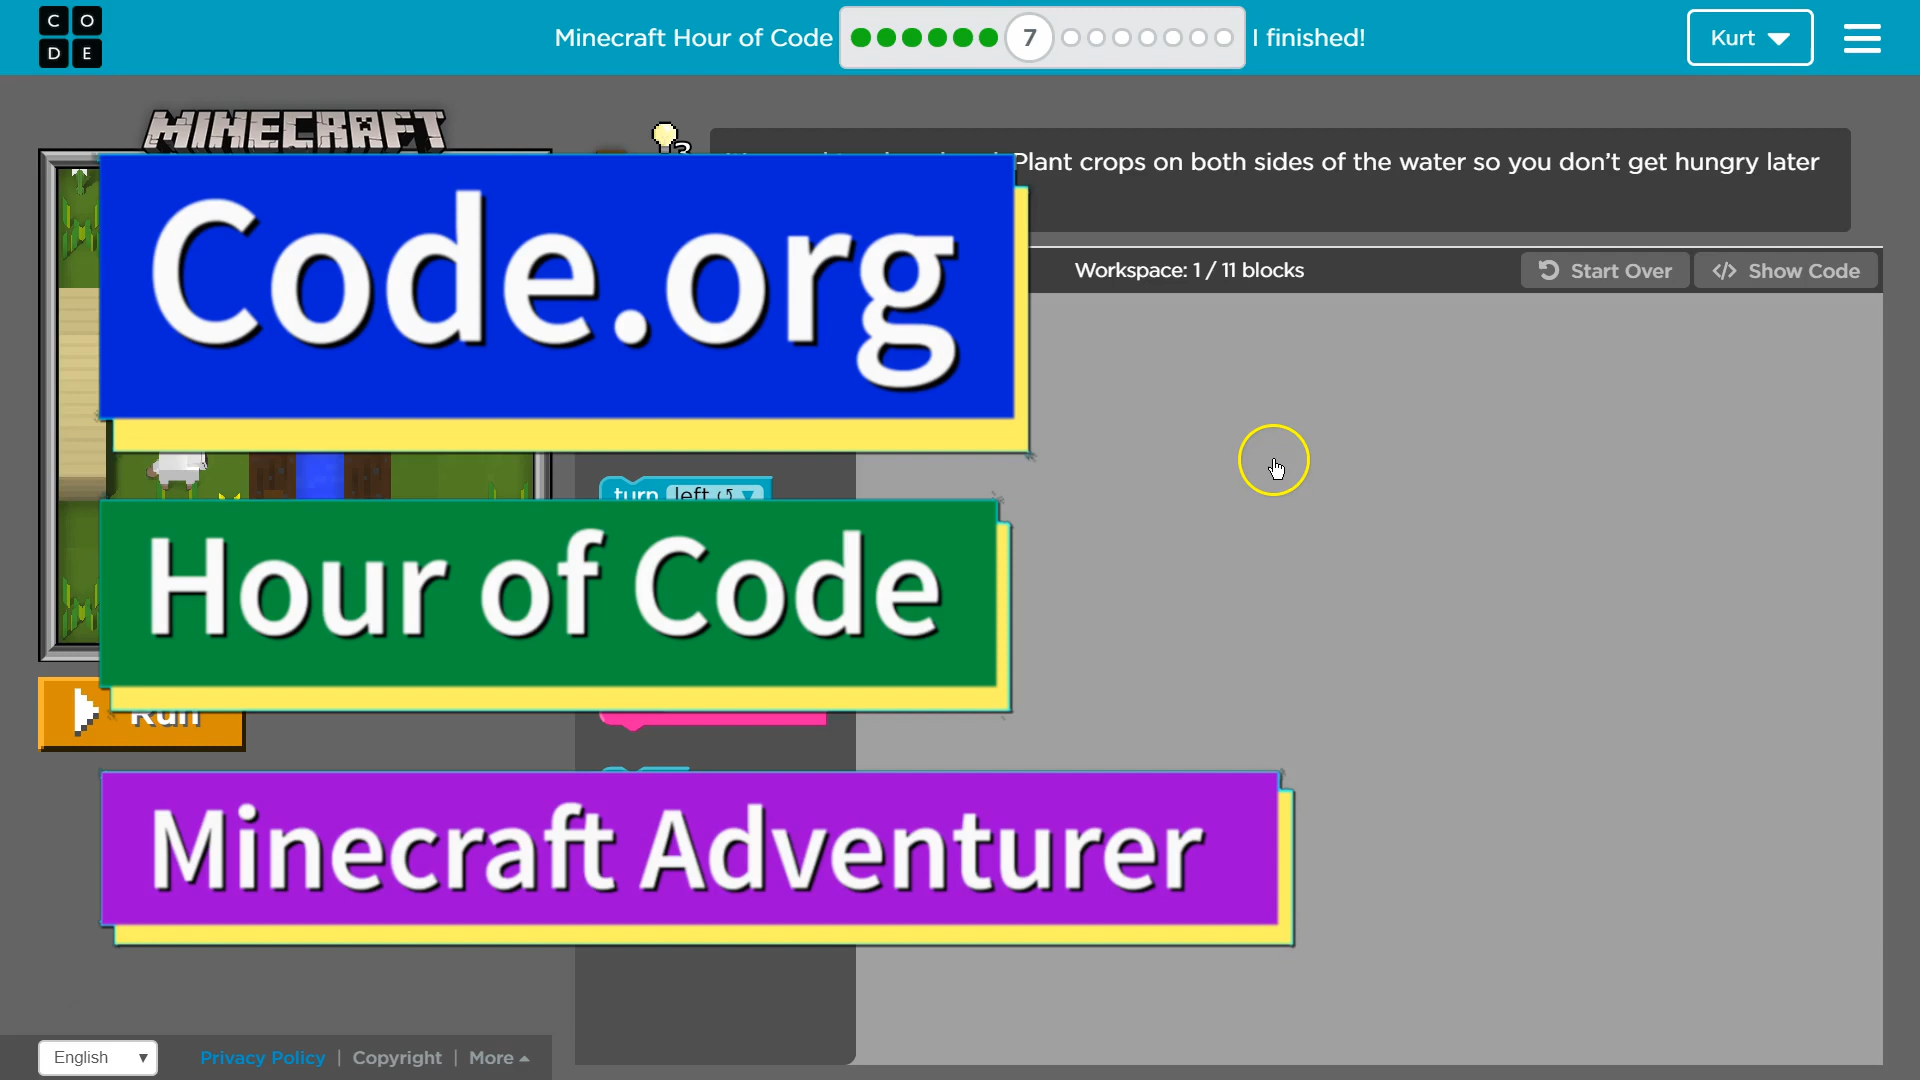 C O
D E
Minecraft Hour of Code
7
I finished!
Kurt
MINECRAFT
3
Plant crops on both sides of the water so you don't get hungry later
Code.org
Workspace: 1 / 11 blocks
Start Over
</> Show Code
turn left
Hour of Code
Run
Minecraft Adventurer
English
Privacy Policy | Copyright | More